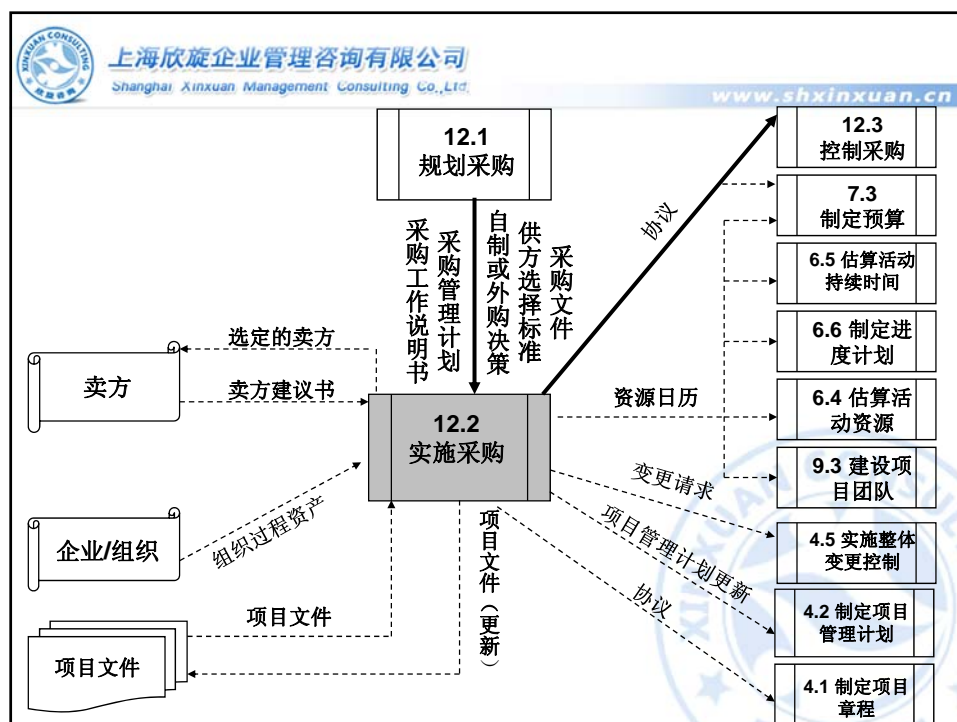 XINXUAN CONSULTING
欣旋咨询
上海欣旋企业管理咨询有限公司
Shanghai Xinxuan Management Consulting Co.,Ltd.
www.shxinxuan.cn
12.1
规划采购
12.3
控制采购
7.3
制定预算
6.5 估算活动
持续时间
6.6 制定进
度计划
6.4 估算活
动资源
9.3 建设项
目团队
4.5 实施整体
变更控制
4.2 制定项目
管理计划
4.1 制定项目
章程
采购文件
供方选择标准
自制或外购决策
采购管理计划
采购工作说明书
协议
选定的卖方
卖方
卖方建议书
12.2
实施采购
资源日历
变更请求
项目管理计划更新
协议
企业/组织
组织过程资产
项目文件（更新）
项目文件
项目文件
XINXUAN CONSU